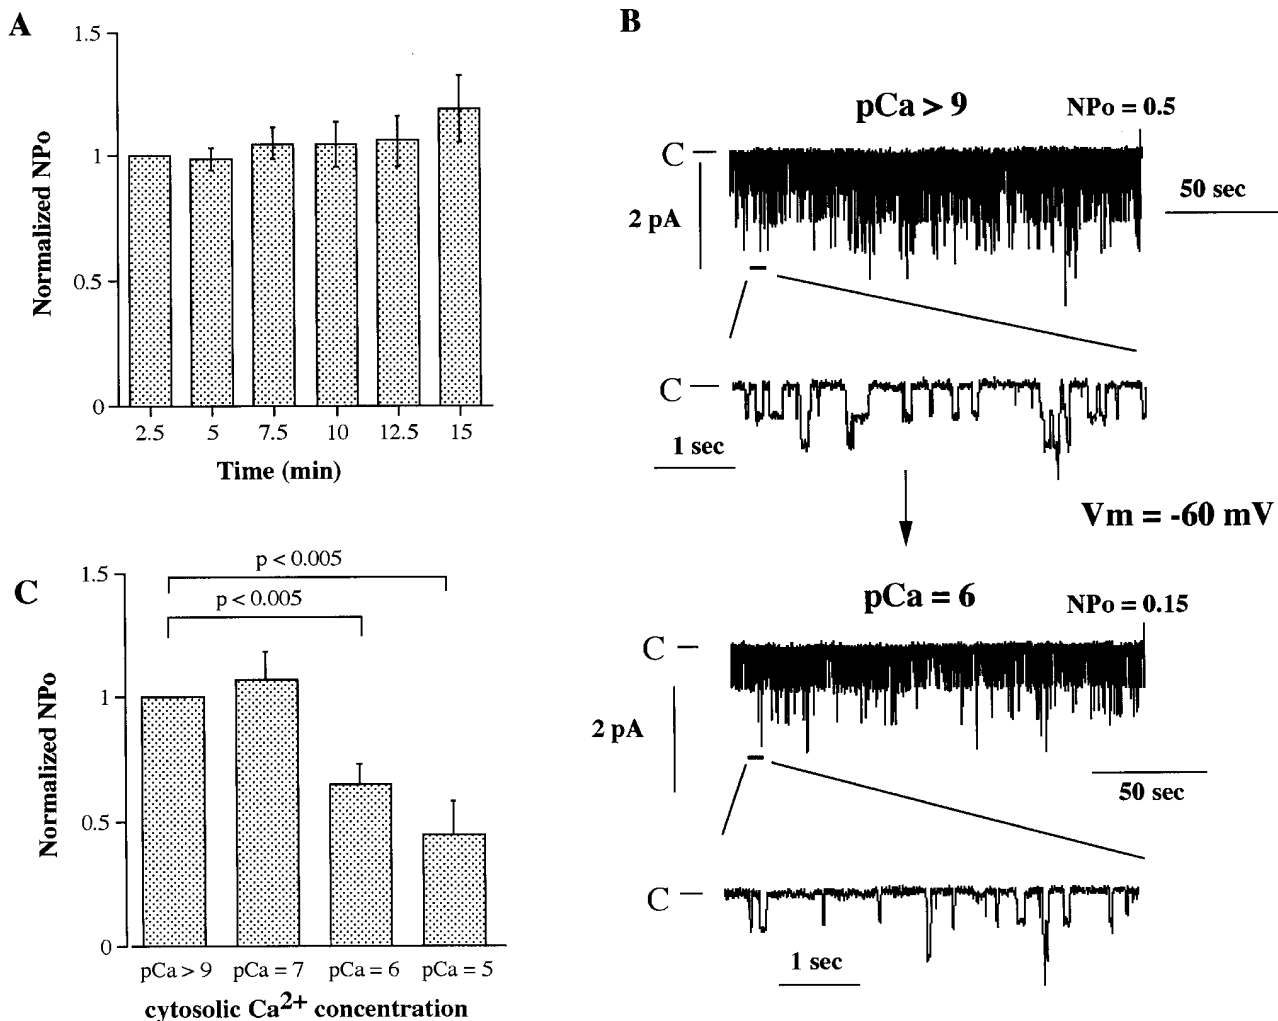 A
1.5
1
0.5
0
Normalized NPo
2.5 5 7.5 10 12.5 15
Time (min)
B
pCa > 9
NPo = 0.5
C
2 pA
50 sec
C
1 sec
Vm = -60 mV
pCa = 6
NPo = 0.15
C
2 pA
50 sec
C
1 sec
C
1.5
1
0.5
0
Normalized NPo
p < 0.005
p < 0.005
pCa > 9 pCa = 7 pCa = 6 pCa = 5
cytosolic Ca2+ concentration